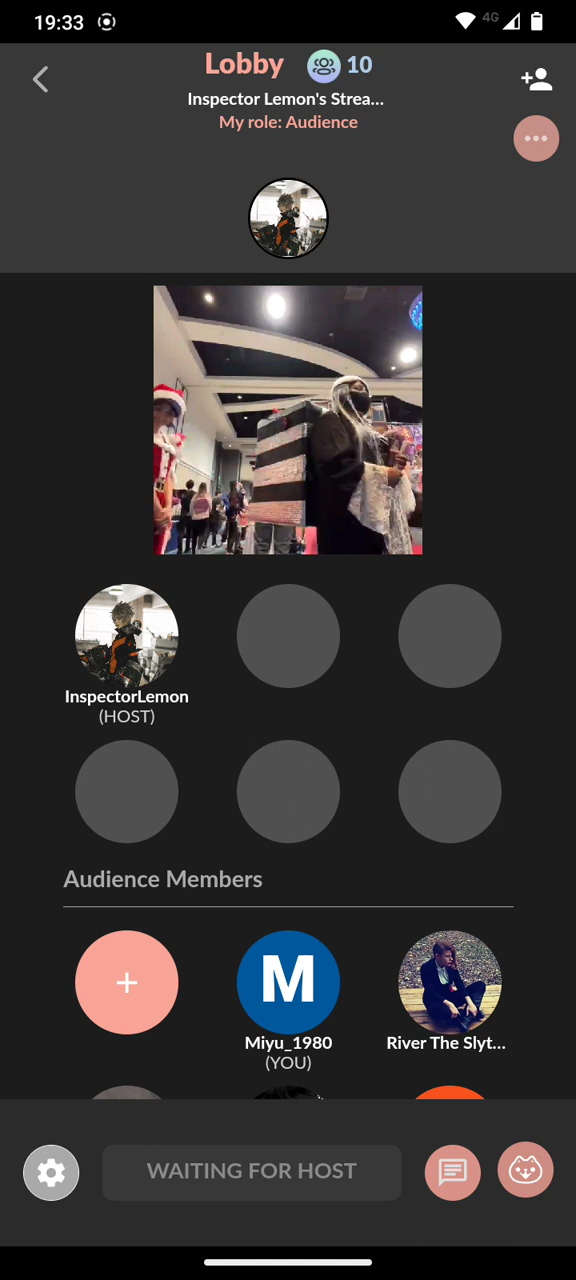 19:33
4G
Lobby
10
Inspector Lemon's Strea...
My role: Audience
InspectorLemon
(HOST)
Audience Members
+
M
Miyu_1980
(YOU)
River The Slyt...
WAITING FOR HOST